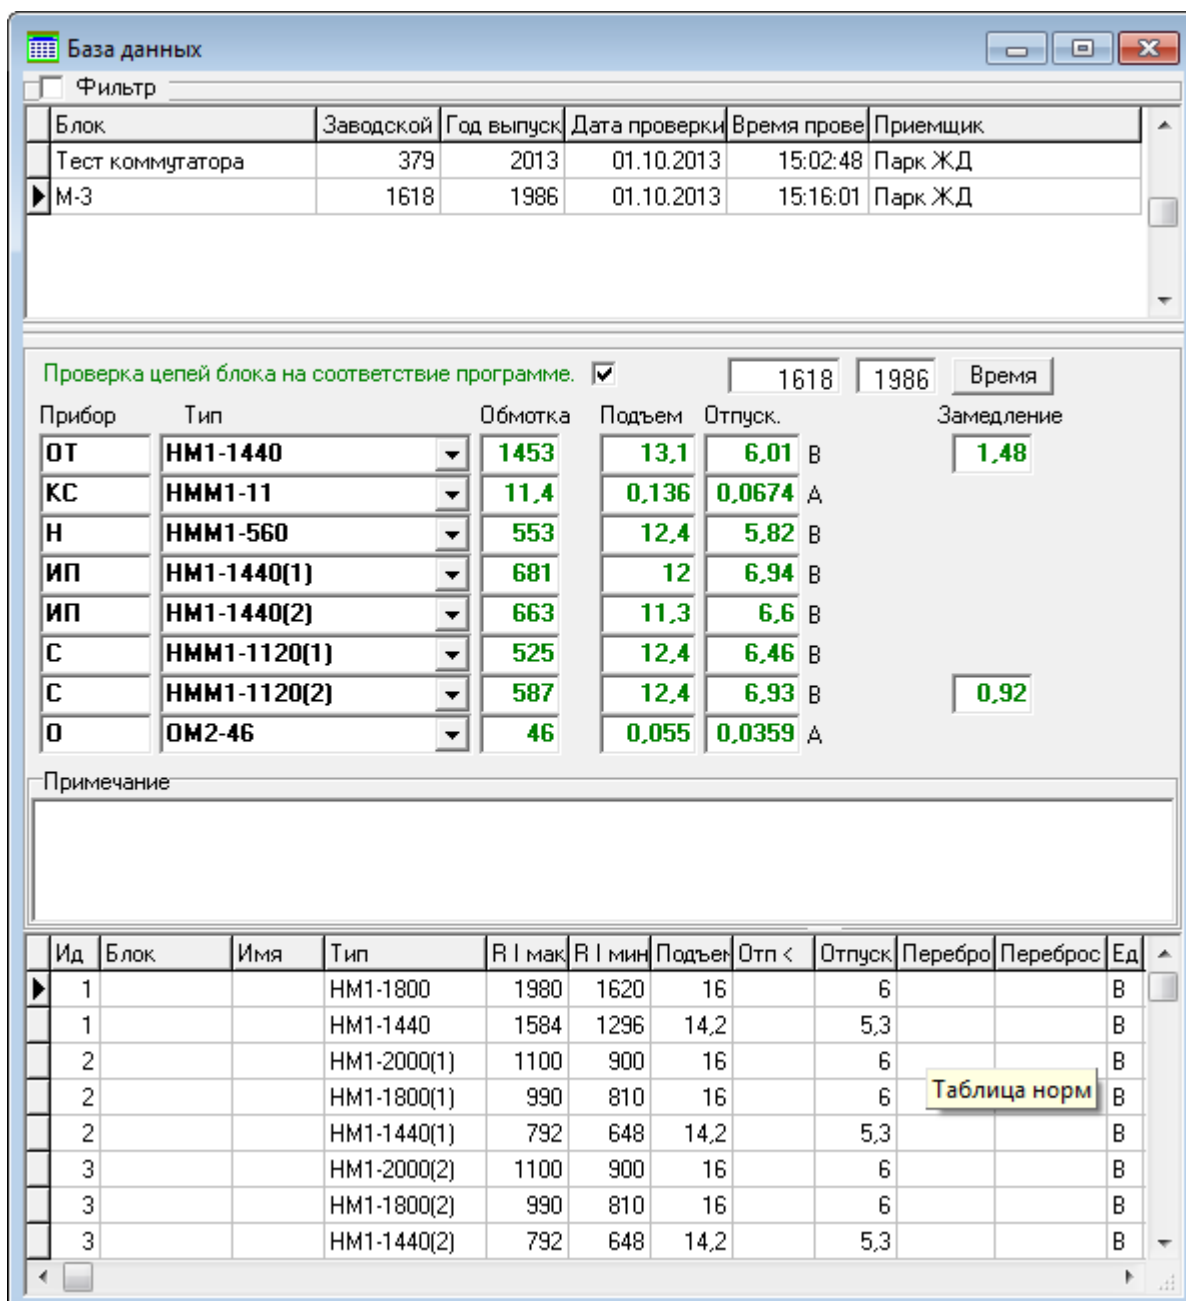 База данных
Фильтр
Блок Заводской Год выпуск Дата проверки Время прове Приемщик
Тест коммутатора 379 2013 01.10.2013 15:02:48 Парк ЖД
М-3 1618 1986 01.10.2013 15:16:01 Парк ЖД
Проверка цепей блока на соответствие программе. 1618 1986 Время
Прибор Тип Обмотка Подъем Отпуск. Замедление
ОТ НМ1-1440 1453 13,1 6,01 В 1,48
КС НММ1-11 11,4 0,136 0,0674 А
Н НММ1-560 553 12,4 5,82 В
ИП НМ1-1440(1) 681 12 6,94 В
ИП НМ1-1440(2) 663 11,3 6,6 В
С НММ1-1120(1) 525 12,4 6,46 В
С НММ1-1120(2) 587 12,4 6,93 В 0,92
О ОМ2-46 46 0,055 0,0359 А
Примечание
Ид Блок Имя Тип R I мак R I мин Подъем Отп < Отпуск Перебро Переброс Ед
1 НМ1-1800 1980 1620 16 6 В
1 НМ1-1440 1584 1296 14,2 5,3 В
2 НМ1-2000(1) 1100 900 16 6 В
2 НМ1-1800(1) 990 810 16 6 В
Таблица норм
2 НМ1-1440(1) 792 648 14,2 5,3 В
3 НМ1-2000(2) 1100 900 16 6 В
3 НМ1-1800(2) 990 810 16 6 В
3 НМ1-1440(2) 792 648 14,2 5,3 В